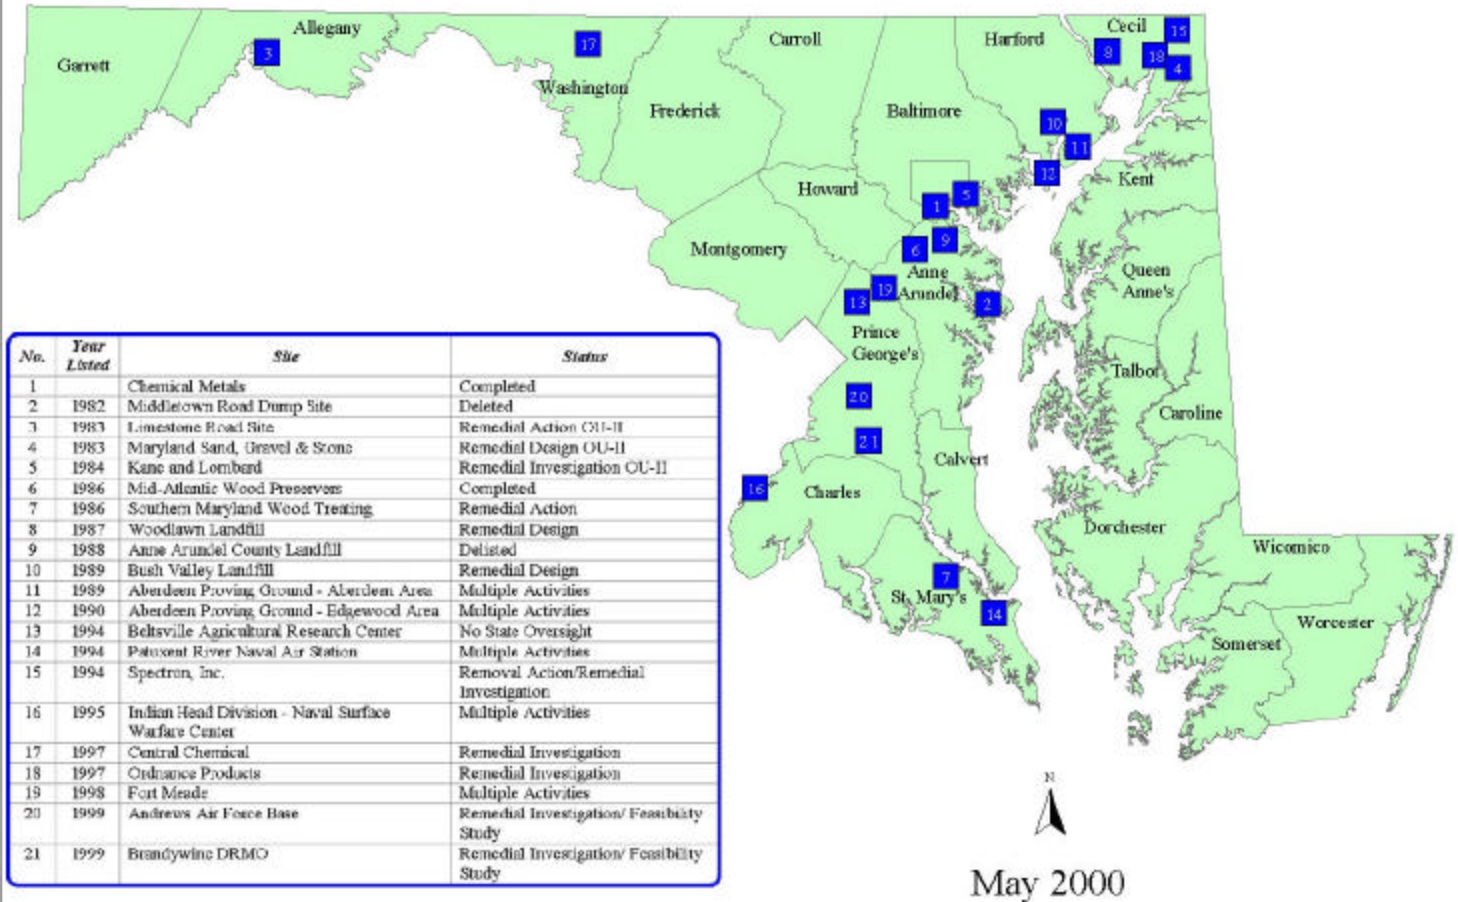 Allegany
Garrett
3
17
Washington
Frederick
Carroll
Baltimore
Harford
Cecil
15
8
18
4
10
11
12
Kent
Howard
5
1
9
6
Montgomery
Anne
Arundel
19
13
2
Queen
Anne's
Prince
George's
Talbot
Caroline
20
21
Calvert
16
Charles
Dorchester
Wicomico
7
St. Mary's
14
Somerset
Worcester
No. Year Listed Site Status
1 Chemical Metals Completed
2 1982 Middletown Road Dump Site Deleted
3 1983 Limestone Road Site Remedial Action OU-II
4 1983 Maryland Sand, Gravel & Stone Remedial Design OU-II
5 1984 Kane and Lombard Remedial Investigation OU-II
6 1986 Mid-Atlantic Wood Preservers Completed
7 1986 Southern Maryland Wood Treating Remedial Action
8 1987 Woodlawn Landfill Remedial Design
9 1988 Anne Arundel County Landfill Delisted
10 1989 Bush Valley Landfill Remedial Design
11 1989 Aberdeen Proving Ground - Aberdeen Area Multiple Activities
12 1990 Aberdeen Proving Ground - Edgewood Area Multiple Activities
13 1994 Beltsville Agricultural Research Center No State Oversight
14 1994 Patuxent River Naval Air Station Multiple Activities
15 1994 Spectron, Inc. Removal Action/Remedial
Investigation
16 1995 Indian Head Division - Naval Surface Multiple Activities
Warfare Center
17 1997 Central Chemical Remedial Investigation
18 1997 Ordnance Products Remedial Investigation
19 1998 Fort Meade Multiple Activities
20 1999 Andrews Air Force Base Remedial Investigation/ Feasibility
Study
21 1999 Brandywine DRMO Remedial Investigation/ Feasibility
Study
N
May 2000